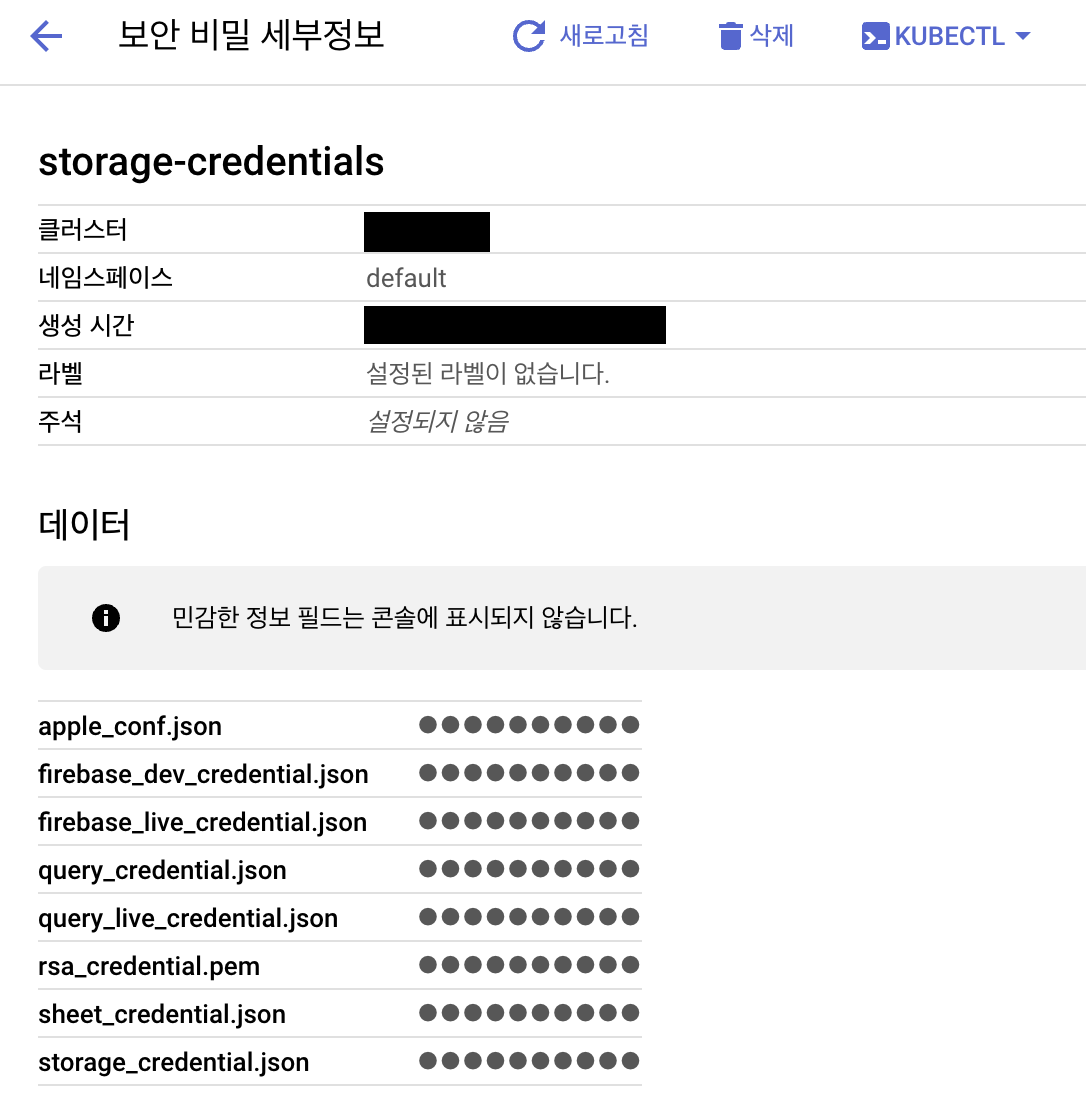 보안 비밀 세부정보 새로고침 삭제 KUBECTL
storage-credentials
클러스터
네임스페이스 default
생성 시간
라벨 설정된 라벨이 없습니다.
주석 설정되지 않음
데이터
민감한 정보 필드는 콘솔에 표시되지 않습니다.
apple_conf.json ●●●●●●●●●●
firebase_dev_credential.json ●●●●●●●●●●
firebase_live_credential.json ●●●●●●●●●●
query_credential.json ●●●●●●●●●●
query_live_credential.json ●●●●●●●●●●
rsa_credential.pem ●●●●●●●●●●
sheet_credential.json ●●●●●●●●●●
storage_credential.json ●●●●●●●●●●